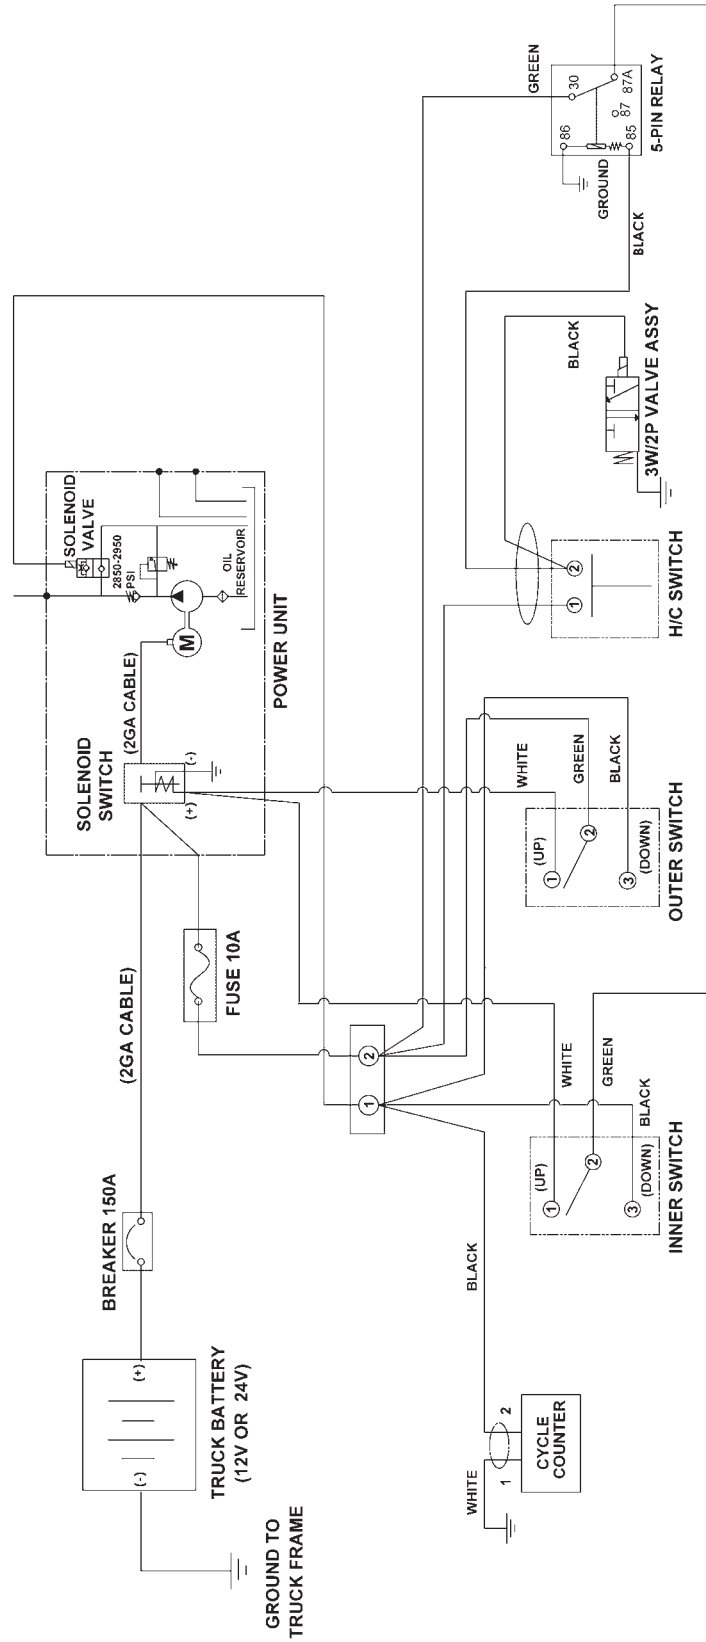 GROUND TO
TRUCK FRAME
(-)
(+)
TRUCK BATTERY
(12V OR 24V)
BREAKER 150A
(2GA CABLE)
FUSE 10A
SOLENOID
SWITCH
(+)
(-)
(2GA CABLE)
M
SOLENOID
VALVE
2850-2950
PSI
OIL
RESERVOIR
POWER UNIT
1
2
WHITE
1
2
BLACK
CYCLE
COUNTER
WHITE
GREEN
BLACK
(UP)
1
2
3
(DOWN)
INNER SWITCH
WHITE
GREEN
BLACK
(UP)
1
2
3
(DOWN)
OUTER SWITCH
1
2
H/C SWITCH
BLACK
3W/2P VALVE ASSY
BLACK
GROUND
GREEN
86
30
85
87
87A
5-PIN RELAY